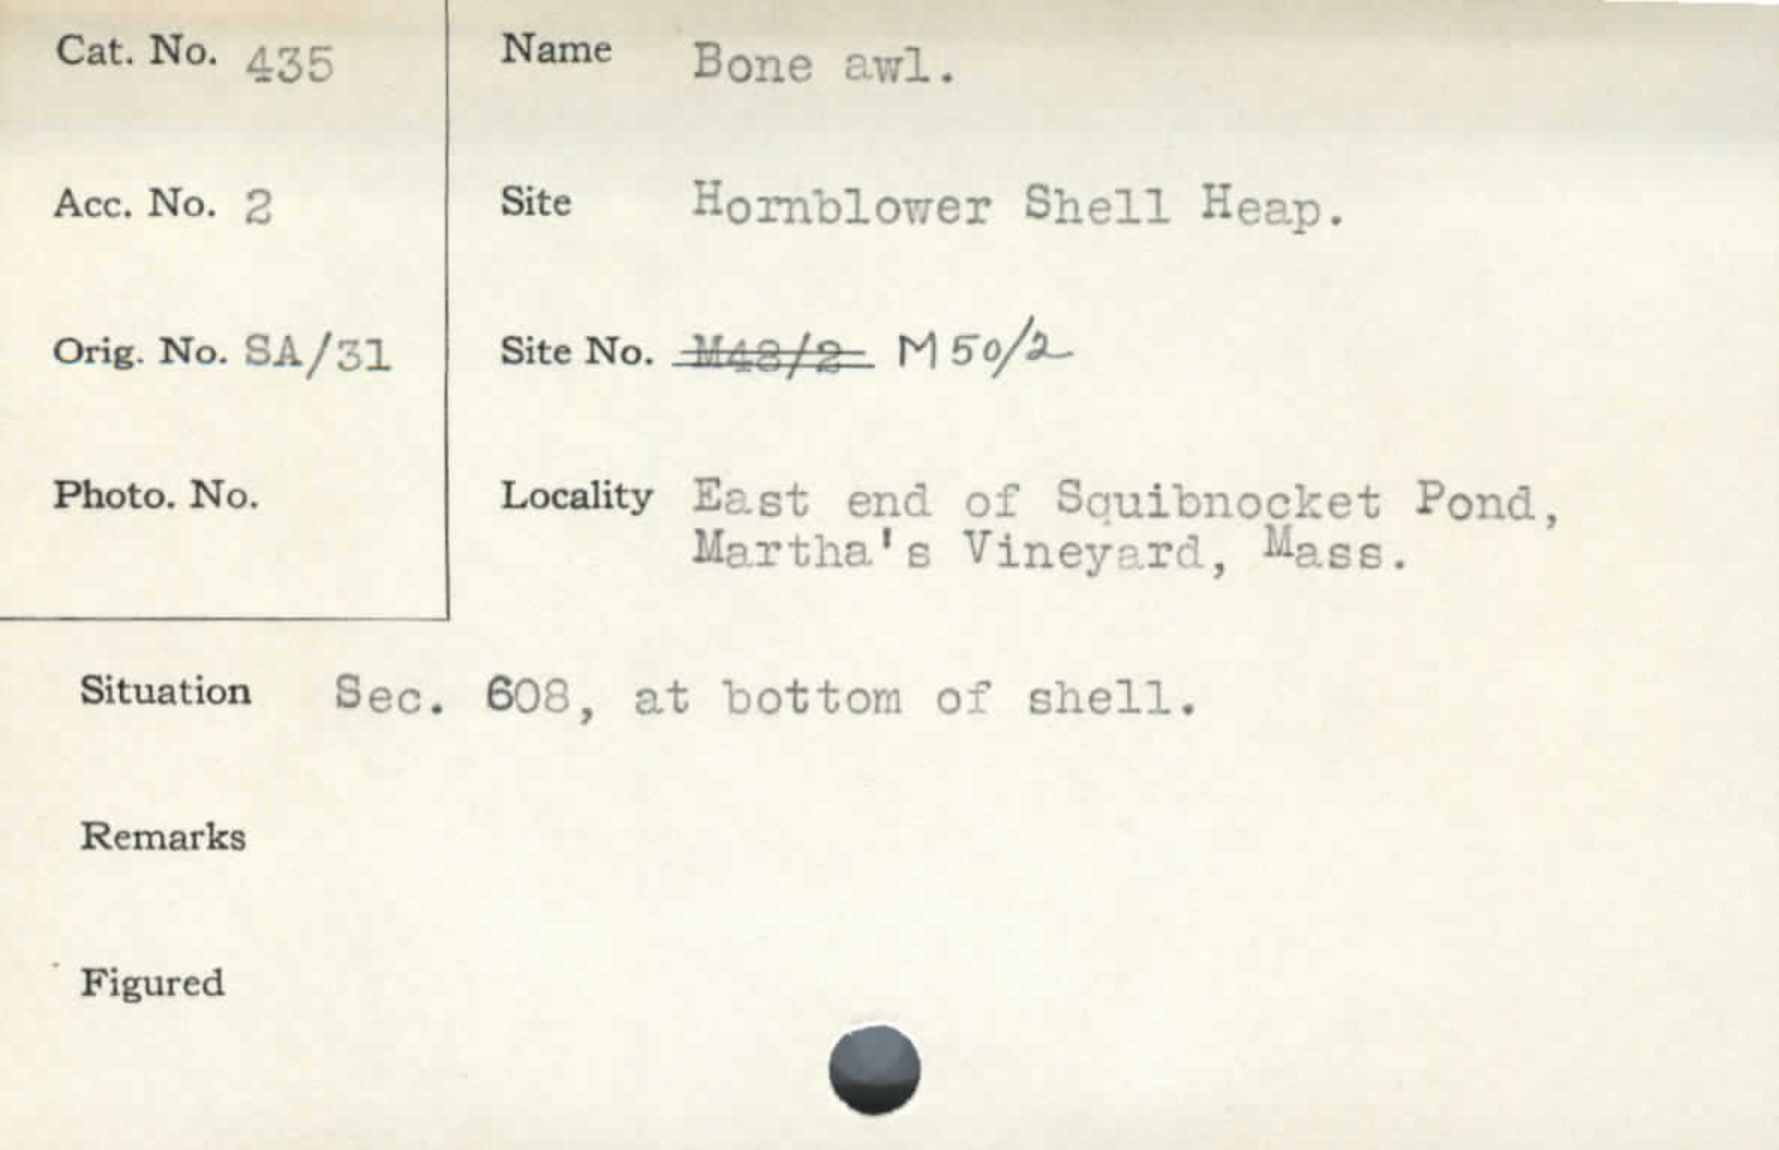 Cat. No. 435
Name Bone awl.
Acc. No. 2
Site Hornblower Shell Heap.
Orig. No. SA/31
Site No. M48/2 M50/2
Photo. No.
Locality East end of Squibnocket Pond,
Martha's Vineyard, Mass.
Situation Sec. 608, at bottom of shell.
Remarks
Figured